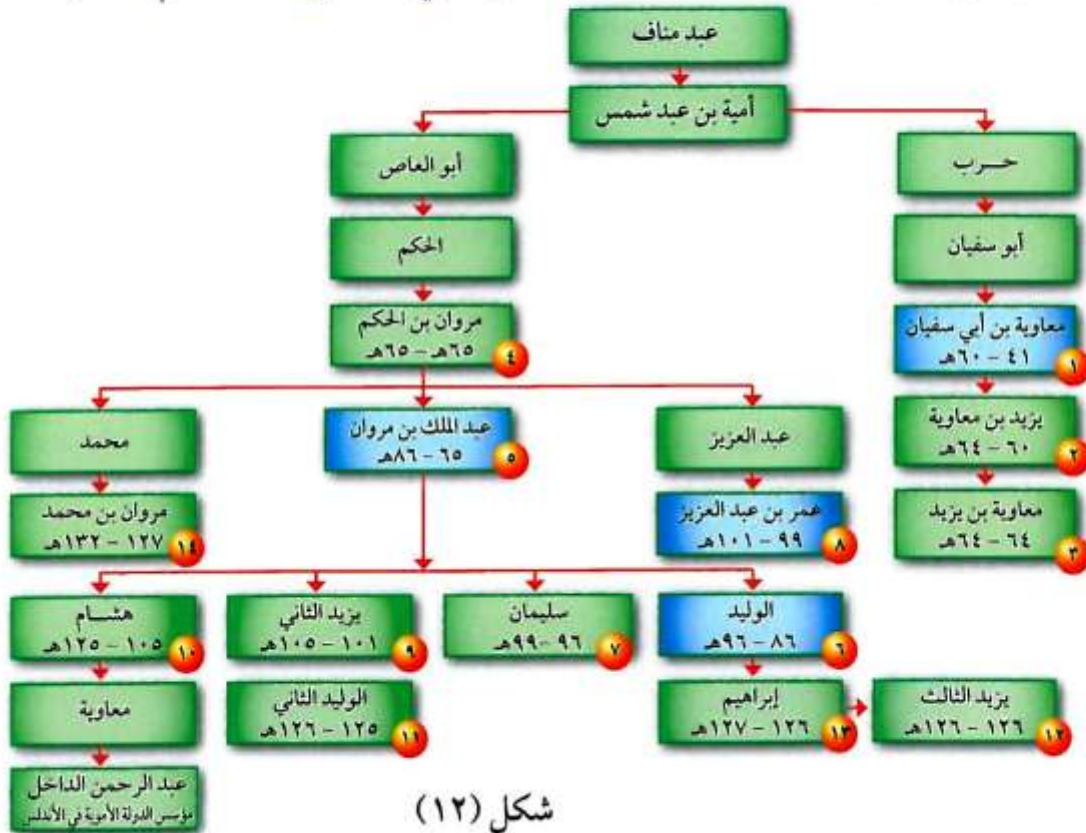 عبد مناف
أمية بن عبد شمس
حـــرب
أبو سفيان
معاوية بن أبي سفيان
٤١ - ٦٠هـ
١
يزيد بن معاوية
٦٠ - ٦٤هـ
٢
معاوية بن يزيد
٦٤ - ٦٤هـ
٣
أبو العاص
الحكم
مروان بن الحكم
٦٥هـ - ٦٥هـ
٤
عبد العزيز
عمر بن عبد العزيز
٩٩ - ١٠١هـ
٨
عبد الملك بن مروان
٦٥ - ٨٦هـ
٥
محمد
مروان بن محمد
١٢٧ - ١٣٢هـ
١٤
الوليد
٨٦ - ٩٦هـ
٦
سليمان
٩٦ - ٩٩هـ
٧
يزيد الثاني
١٠١ - ١٠٥هـ
٩
هشـــام
١٠٥ - ١٢٥هـ
١٠
يزيد الثالث
١٢٦ - ١٢٦هـ
١٢
إبراهيم
١٢٦ - ١٢٧هـ
١٣
الوليد الثاني
١٢٥ - ١٢٦هـ
١١
معاوية
عبد الرحمن الداخل
مؤسس الدولة الأموية في الأندلس
شكل (١٢)